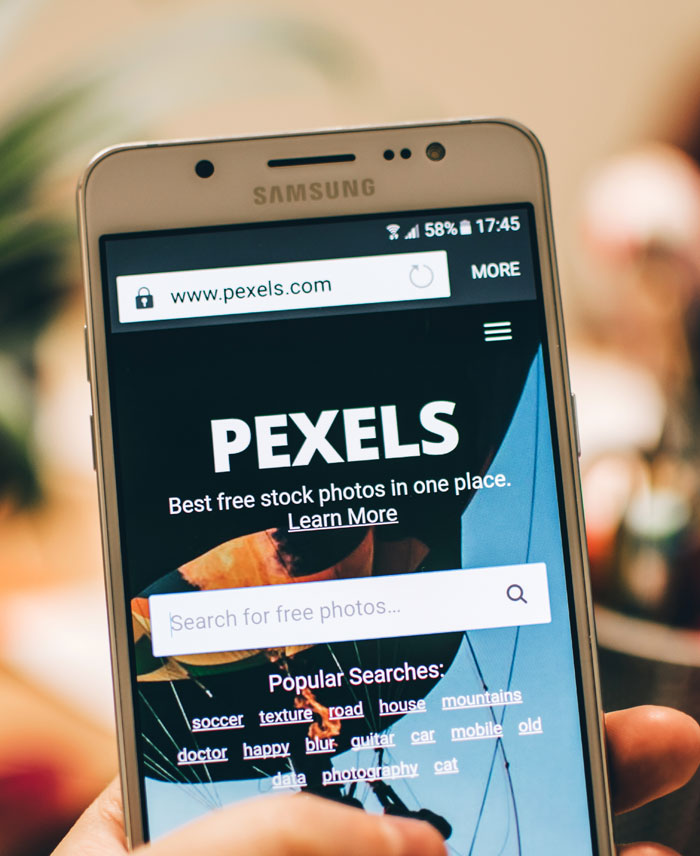 SAMSUNG
58% 17:45
www.pexels.com
MORE
PEXELS
Best free stock photos in one place.
Learn More
Search for free photos...
Popular Searches:
soccer texture road house mountains
doctor happy blur guitar car mobile old
data photography cat